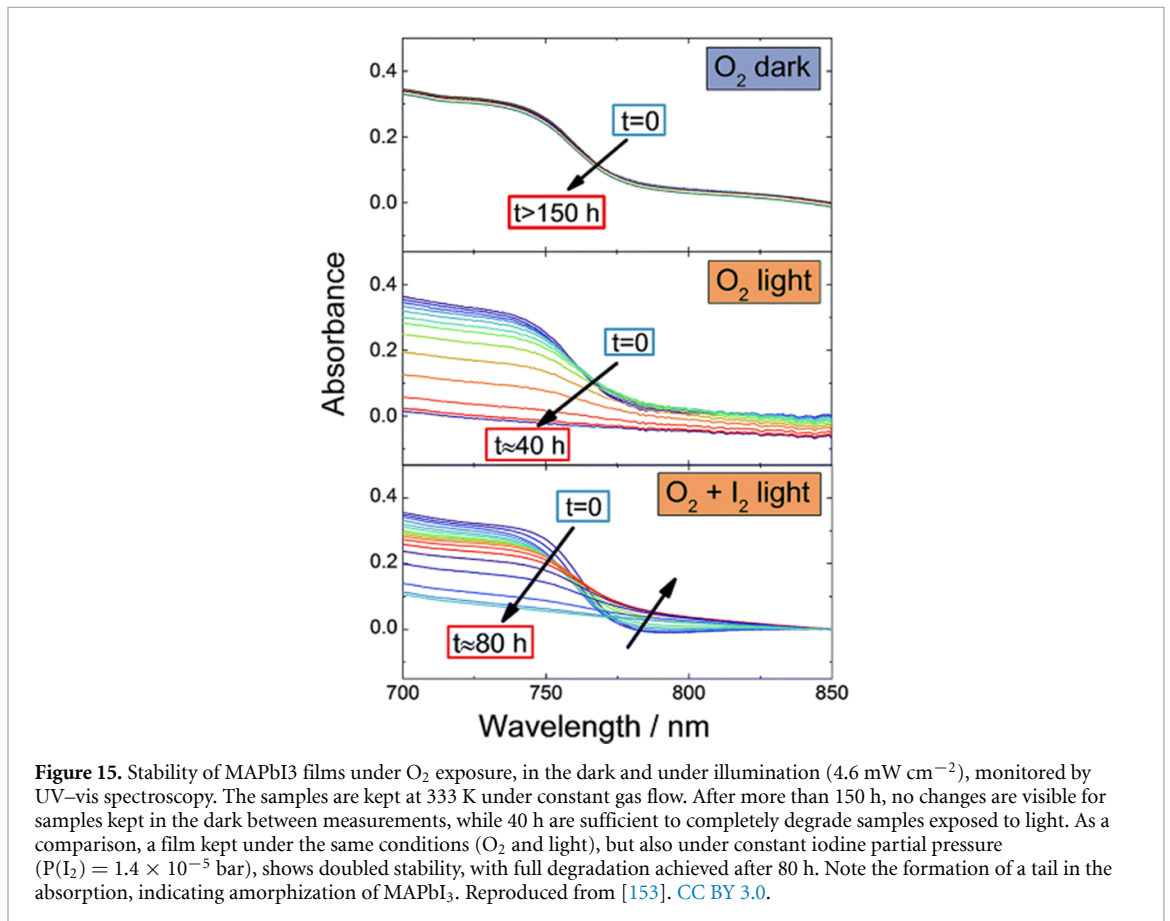 O₂ dark
0.4
t=0
0.2
0.0
t>150 h
O₂ light
0.4
t=0
0.2
0.0
t≈40 h
O₂ + I₂ light
0.4
t=0
0.2
0.0
t≈80 h
Absorbance
700 750 800 850
Wavelength / nm
Figure 15. Stability of MAPbI3 films under O₂ exposure, in the dark and under illumination (4.6 mW cm⁻²), monitored by
UV–vis spectroscopy. The samples are kept at 333 K under constant gas flow. After more than 150 h, no changes are visible for
samples kept in the dark between measurements, while 40 h are sufficient to completely degrade samples exposed to light. As a
comparison, a film kept under the same conditions (O₂ and light), but also under constant iodine partial pressure
(P(I₂) = 1.4 × 10⁻⁵ bar), shows doubled stability, with full degradation achieved after 80 h. Note the formation of a tail in the
absorption, indicating amorphization of MAPbI₃. Reproduced from [153]. CC BY 3.0.